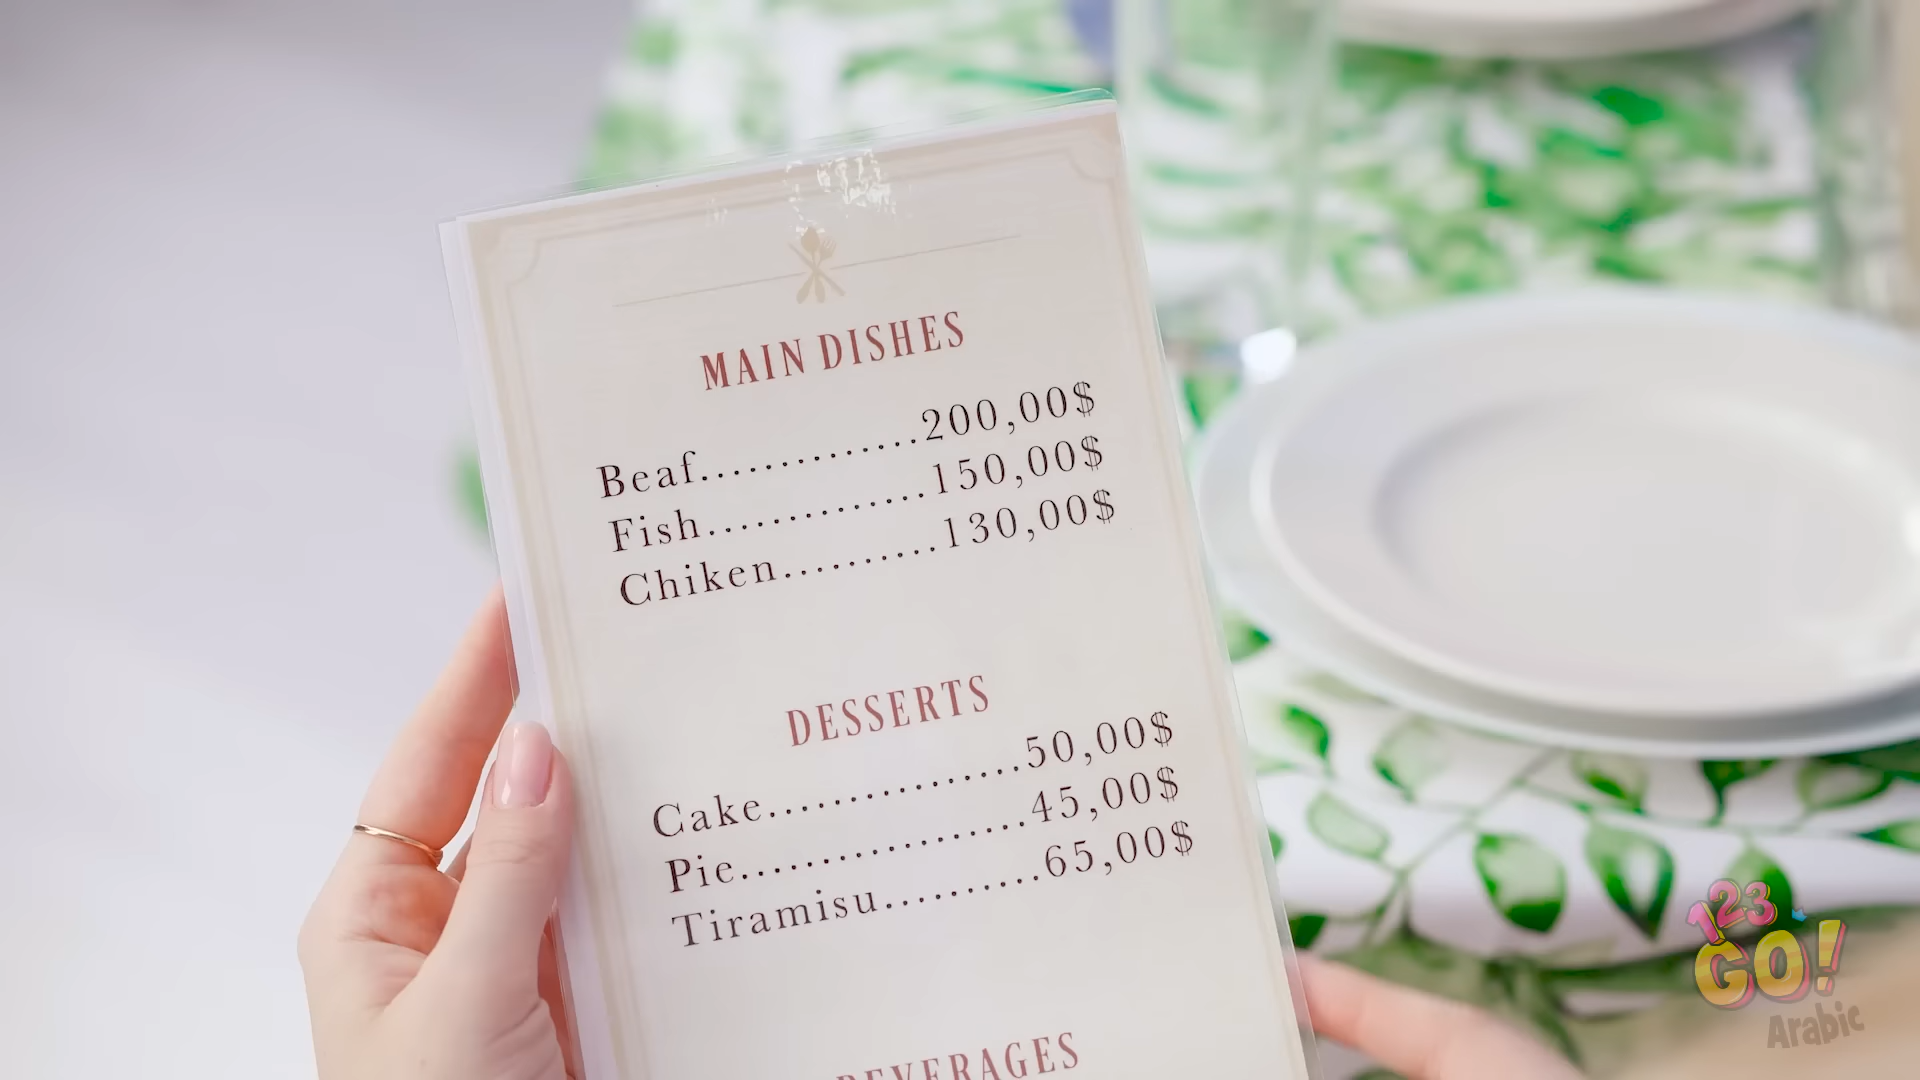 MAIN DISHES
Beaf.............200,00$
Fish.............150,00$
Chiken..........130,00$
DESSERTS
Cake...............50,00$
Pie.................45,00$
Tiramisu.........65,00$
BEVERAGES
123
GO!
Arabic